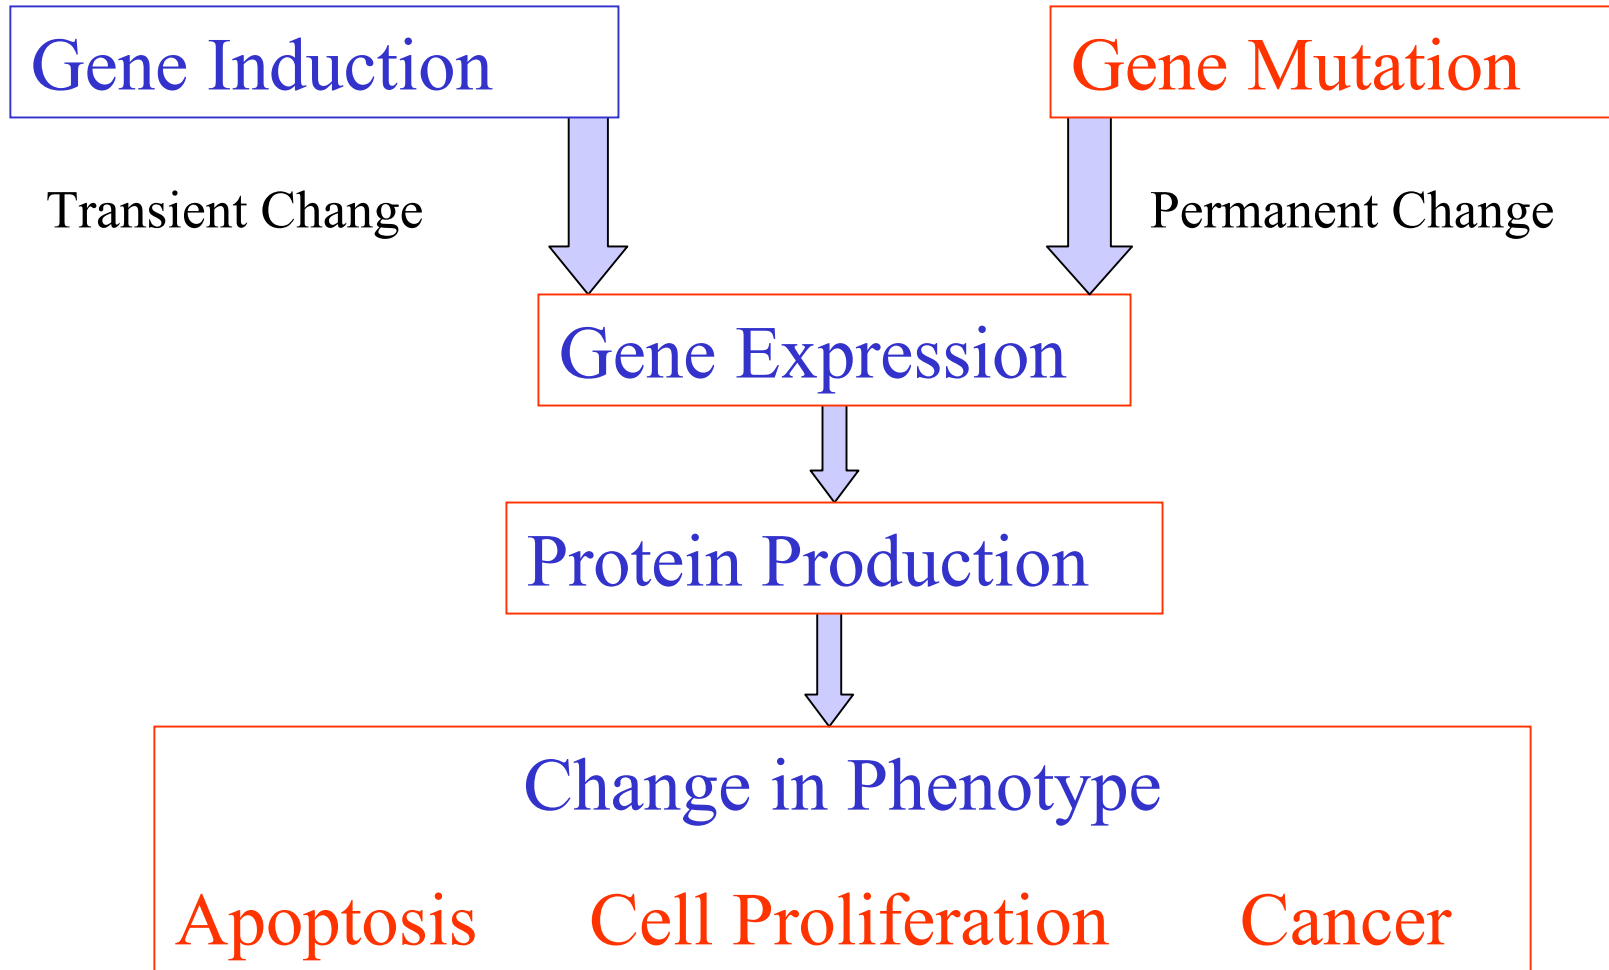 Gene Induction
Gene Mutation
Transient Change
Permanent Change
Gene Expression
Protein Production
Change in Phenotype
Apoptosis Cell Proliferation Cancer